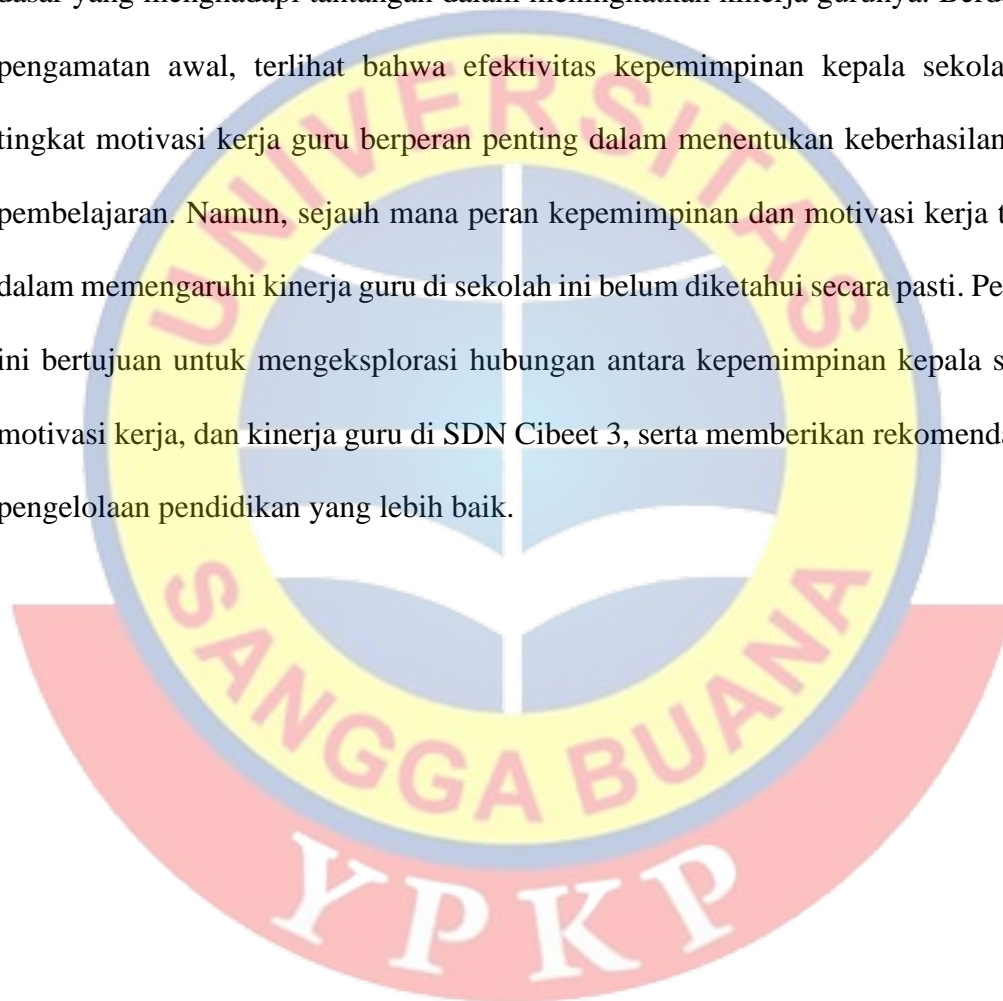 pengamatan awal, terlihat bahwa efektivitas kepemimpinan kepala sekola
tingkat motivasi kerja guru berperan penting dalam menentukan keberhasilan
pembelajaran. Namun, sejauh mana peran kepemimpinan dan motivasi kerja t
dalam memengaruhi kinerja guru di sekolah ini belum diketahui secara pasti. Pe
ini bertujuan untuk mengeksplorasi hubungan antara kepemimpinan kepala s
motivasi kerja, dan kinerja guru di SDN Cibeet 3, serta memberikan rekomenda
pengelolaan pendidikan yang lebih baik.
UNIVERSITAS
SANGGA BUANA
YPKP